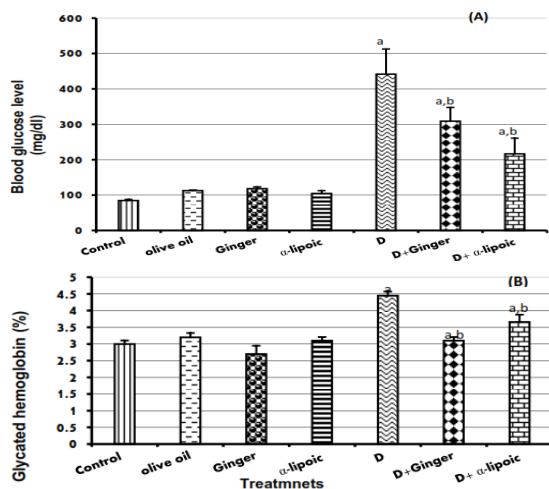 (A)
600
500
400
300
200
100
00
Blood glucose level
(mg/dl)
a
a,b
a,b
Control
olive oil
Ginger
α-lipoic
D
D+Ginger
D+ α-lipoic
(B)
5
4.5
4
3.5
3
2.5
2
1.5
1
0.5
0
Glycated hemoglobin (%)
a
a,b
a,b
Control
olive oil
Ginger
α-lipoic
D
D+Ginger
D+ α-lipoic
Treatmnets